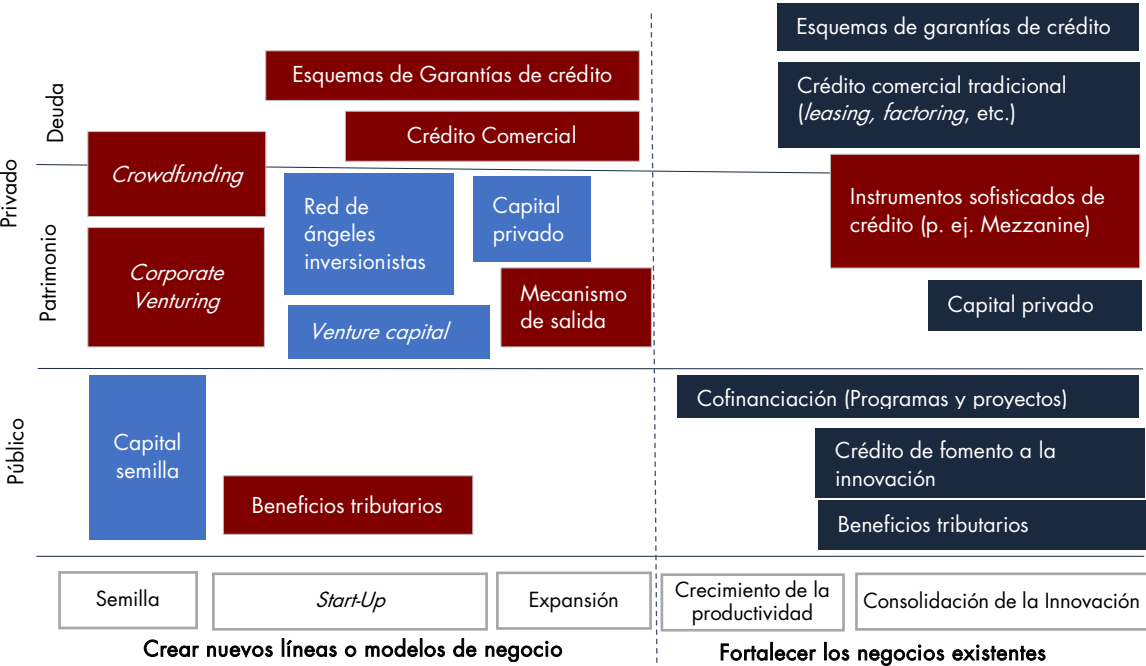 Privado
Deuda
Patrimonio
Público
Esquemas de Garantías de crédito
Crédito Comercial
Crowdfunding
Corporate
Venturing
Red de
ángeles
inversionistas
Capital
privado
Venture capital
Mecanismo
de salida
Esquemas de garantías de crédito
Crédito comercial tradicional
(leasing, factoring, etc.)
Instrumentos sofisticados de
crédito (p. ej. Mezzanine)
Capital privado
Capital
semilla
Beneficios tributarios
Cofinanciación (Programas y proyectos)
Crédito de fomento a la
innovación
Beneficios tributarios
Semilla
Start-Up
Expansión
Crecimiento de la
productividad
Consolidación de la Innovación
Crear nuevos líneas o modelos de negocio
Fortalecer los negocios existentes